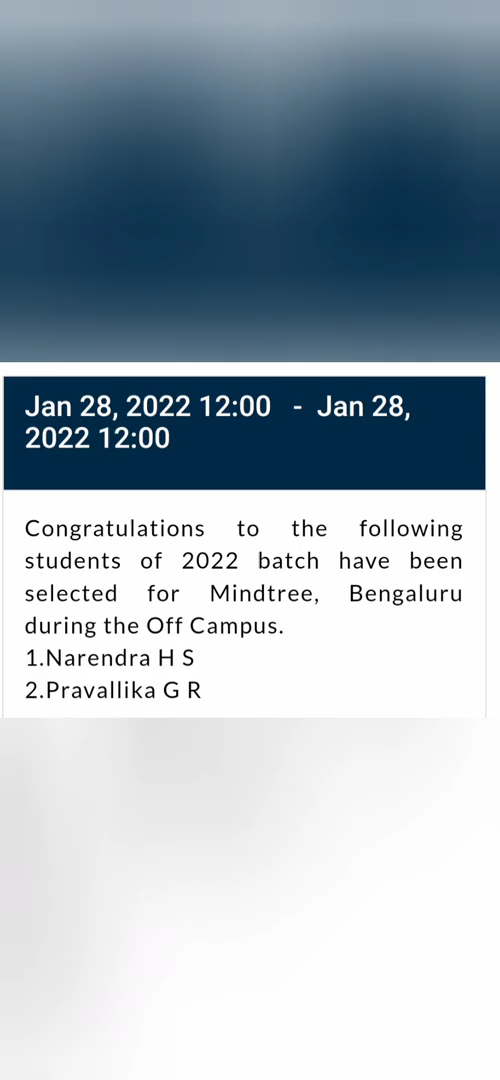 Jan 28, 2022 12:00 - Jan 28,
2022 12:00
Congratulations to the following
students of 2022 batch have been
selected for Mindtree, Bengaluru
during the Off Campus.
1.Narendra H S
2.Pravallika G R